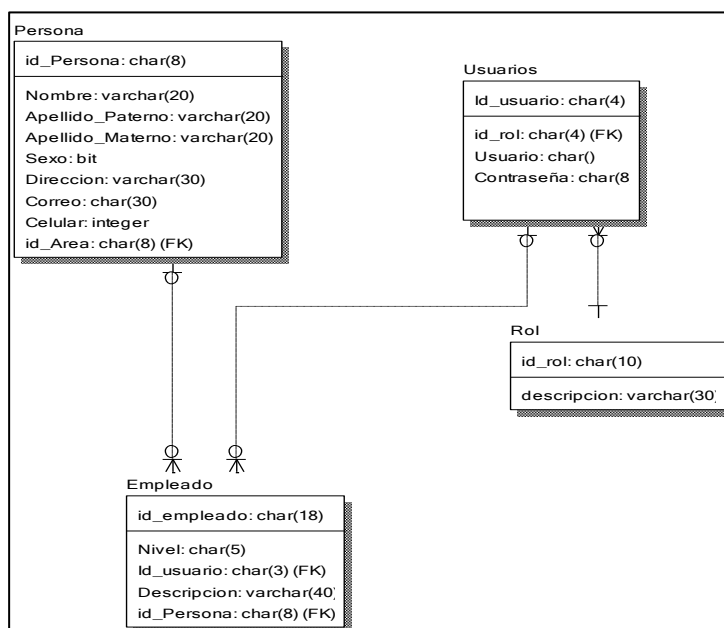 Persona
id_Persona: char(8)
Nombre: varchar(20)
Apellido_Paterno: varchar(20)
Apellido_Materno: varchar(20)
Sexo: bit
Direccion: varchar(30)
Correo: char(30)
Celular: integer
id_Area: char(8) (FK)
Usuarios
Id_usuario: char(4)
id_rol: char(4) (FK)
Usuario: char()
Contraseña: char(8
Rol
id_rol: char(10)
descripcion: varchar(30)
Empleado
id_empleado: char(18)
Nivel: char(5)
Id_usuario: char(3) (FK)
Descripcion: varchar(40)
id_Persona: char(8) (FK)